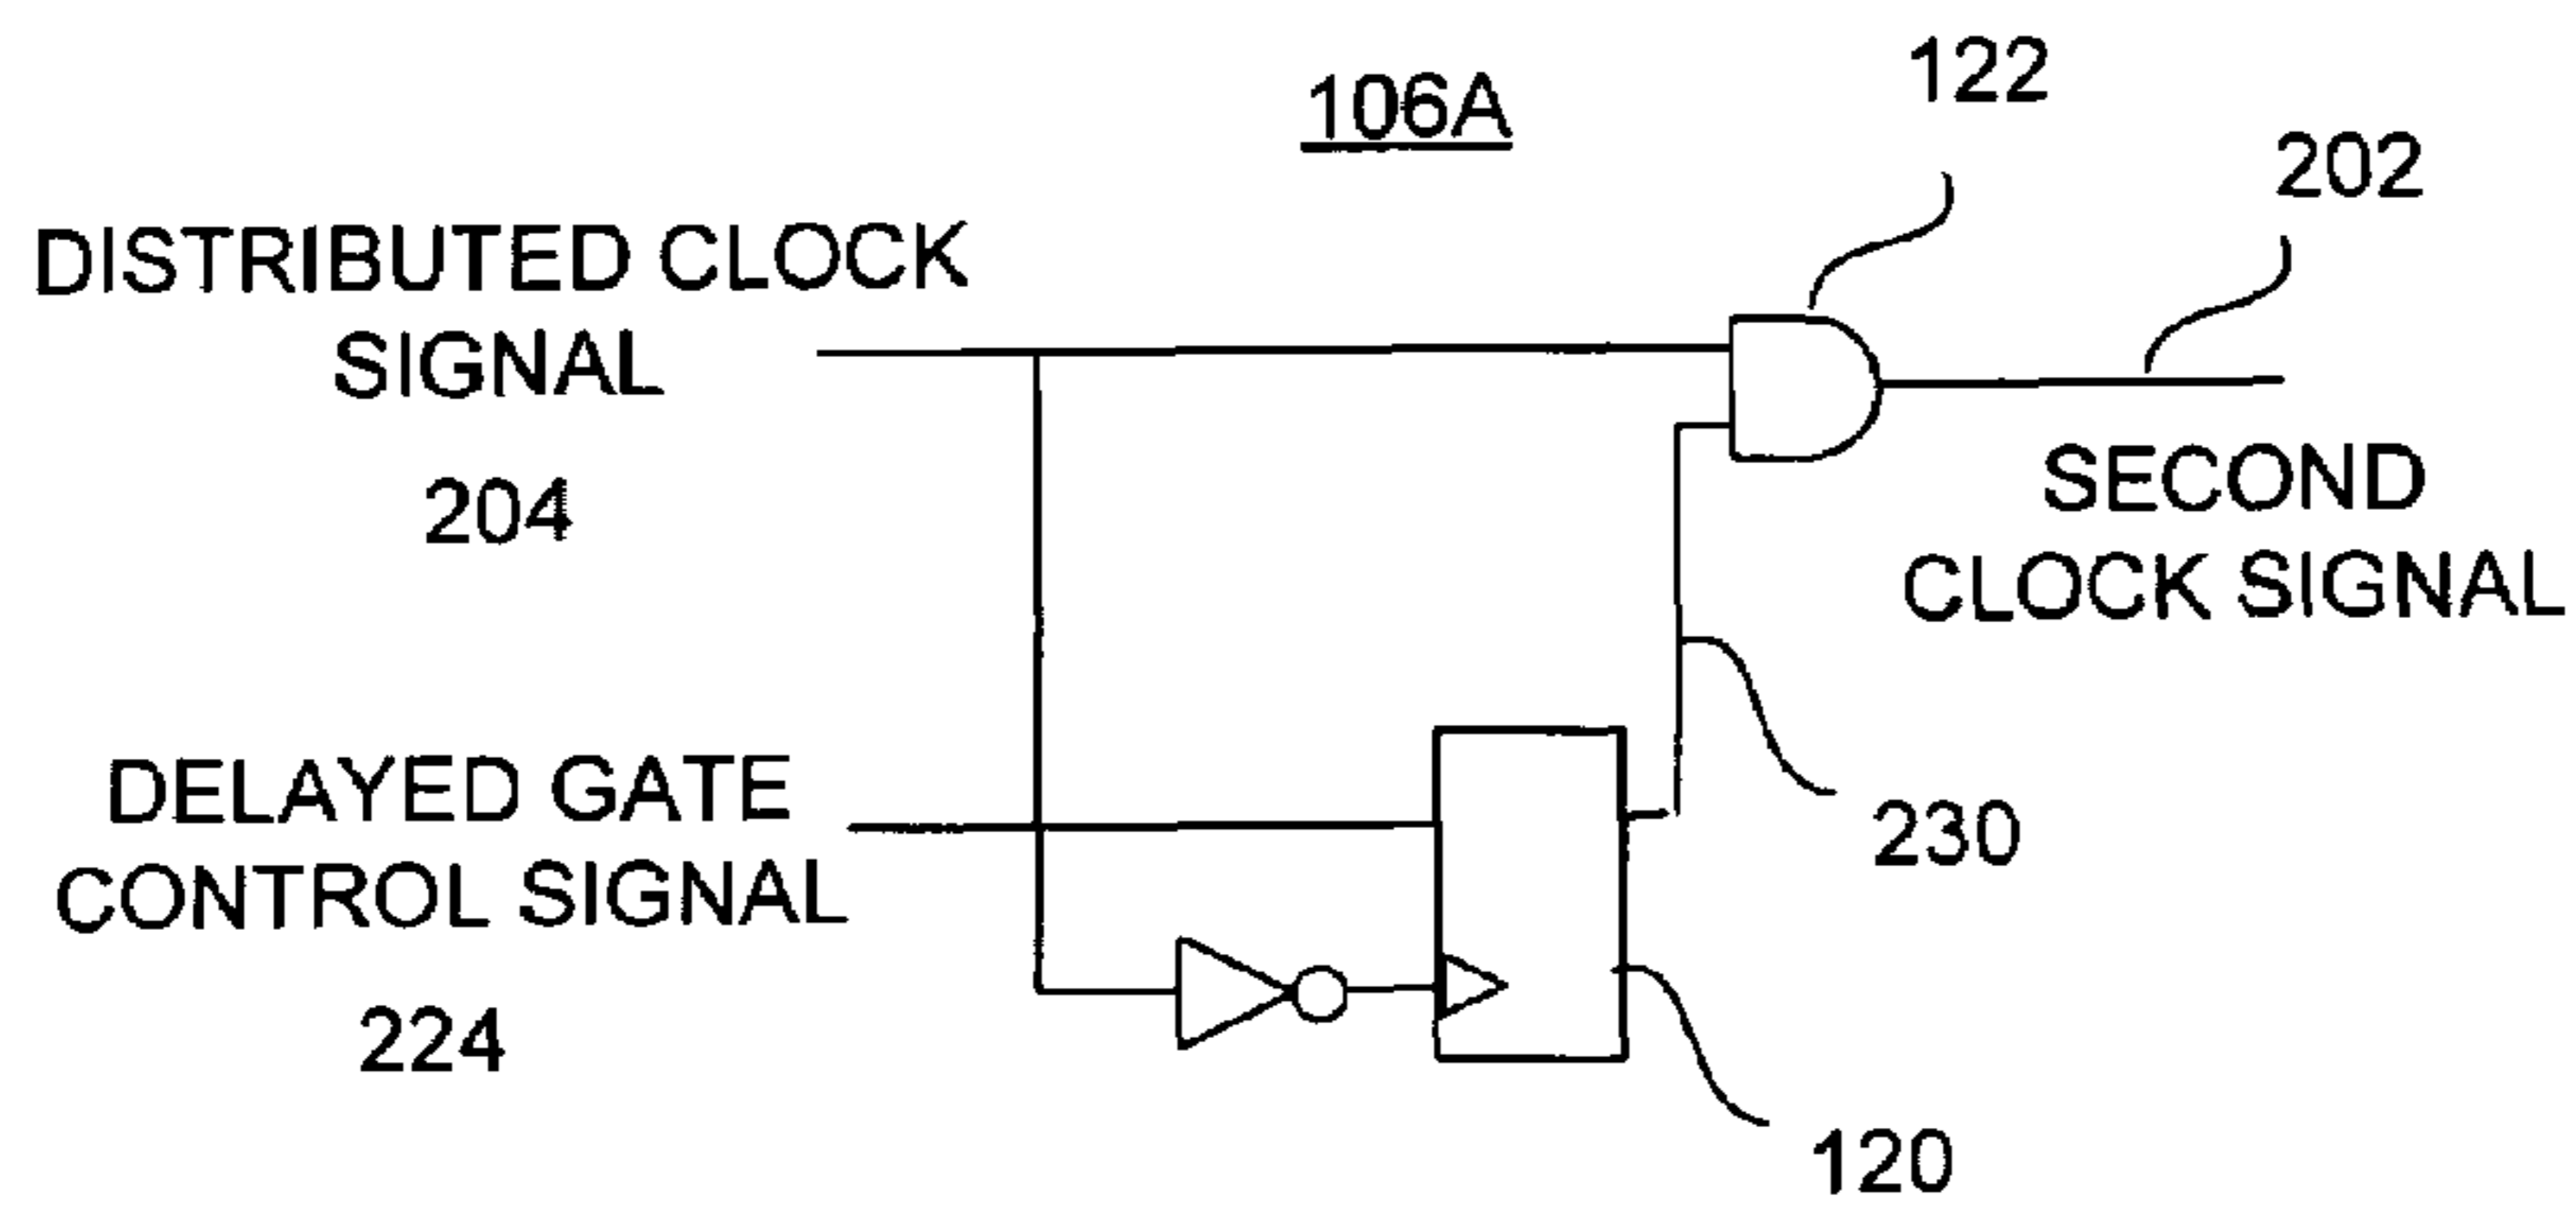 106A
122
202
DISTRIBUTED CLOCK
SIGNAL
204
SECOND
CLOCK SIGNAL
DELAYED GATE
CONTROL SIGNAL
224
230
120